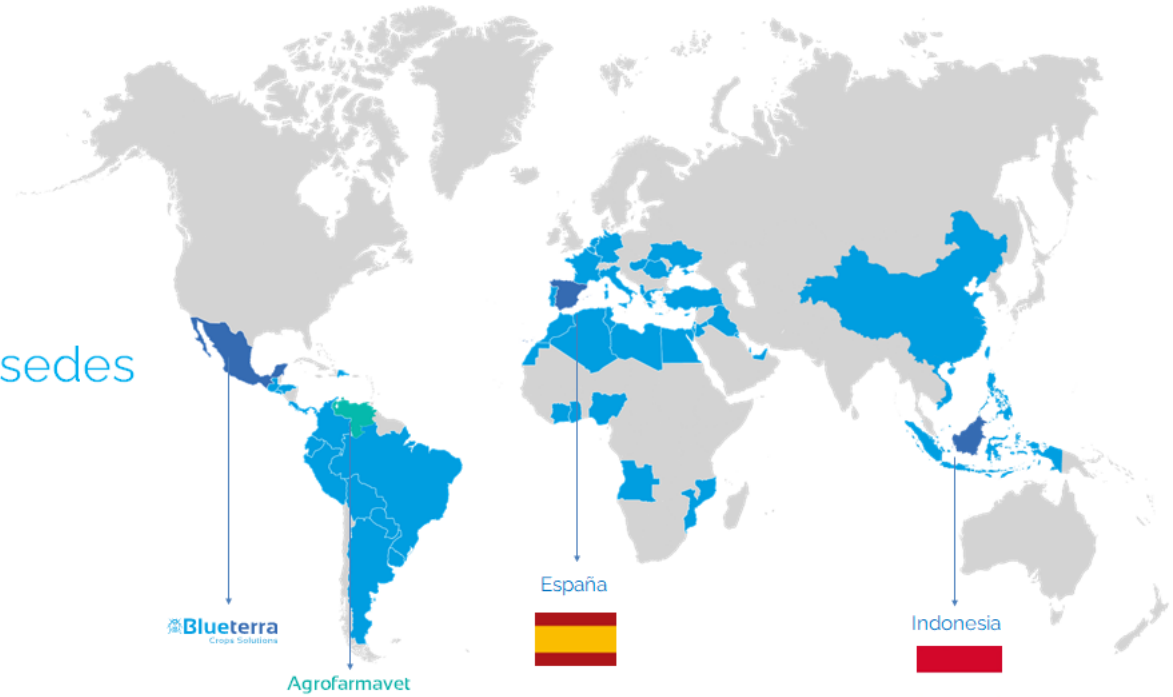 sedes
España
Blueterra
Crops Solutions
Indonesia
Agrofarmavet